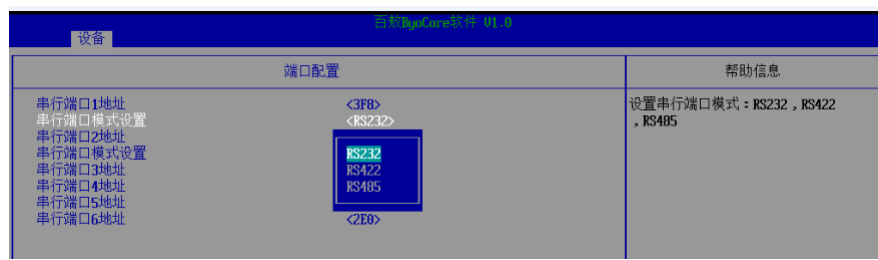 百敖ByoCore软件 V1.0
设备
端口配置
帮助信息
串行端口1地址 <3F8>
串行端口模式设置 <RS232>
串行端口2地址
串行端口模式设置
串行端口3地址
串行端口4地址
串行端口5地址
串行端口6地址 <2E0>
RS232
RS422
RS485
设置串行端口模式：RS232，RS422
，RS485